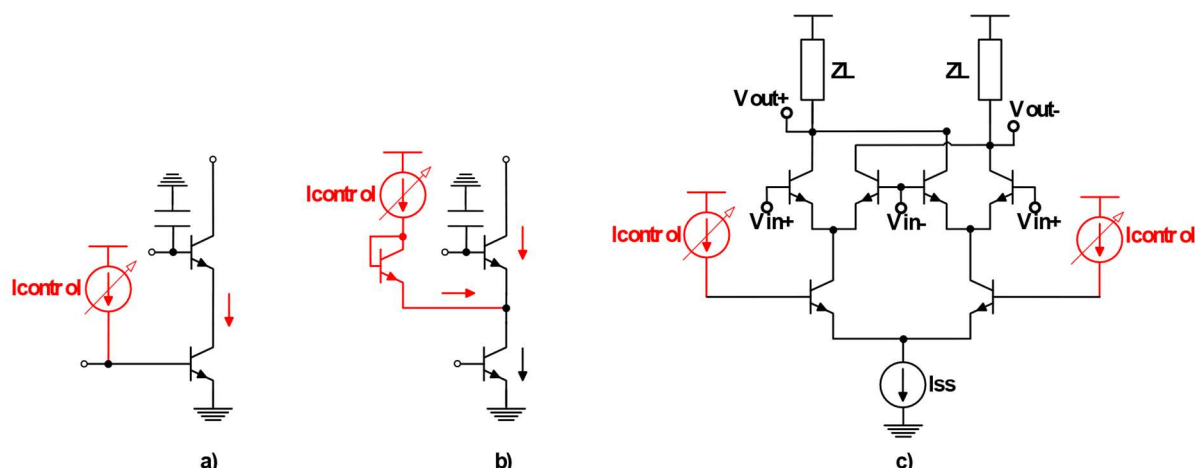 ZL
ZL
Vout+
Vout-
Icontrol
Icontrol
Vin+
Vin-
Vin+
Icontrol
Icontrol
Iss
a)
b)
c)